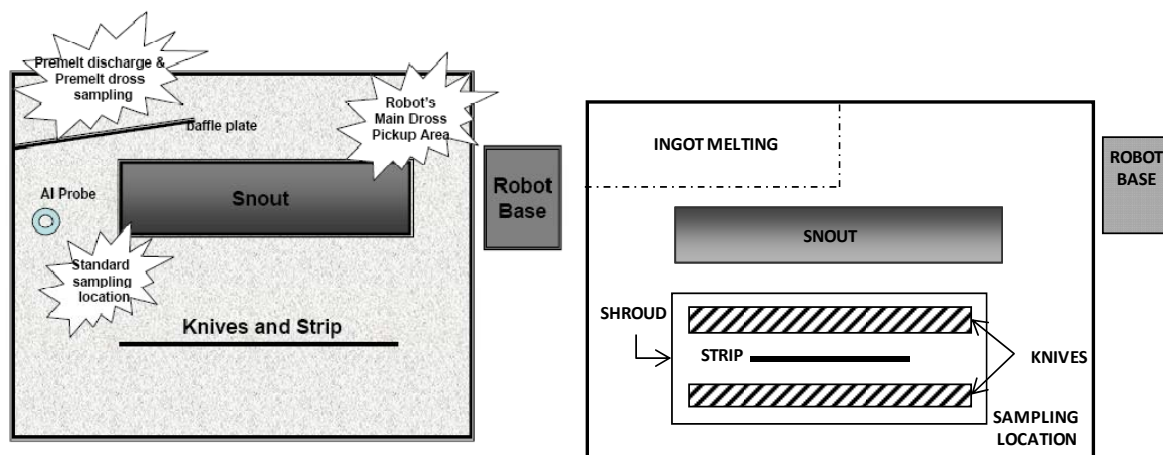 Premelt discharge &
Premelt dross
sampling
baffle plate
Robot's
Main Dross
Pickup Area
Al Probe
Snout
Robot
Base
Standard
sampling
location
Knives and Strip
INGOT MELTING
ROBOT
BASE
SNOUT
SHROUD
STRIP
KNIVES
SAMPLING
LOCATION